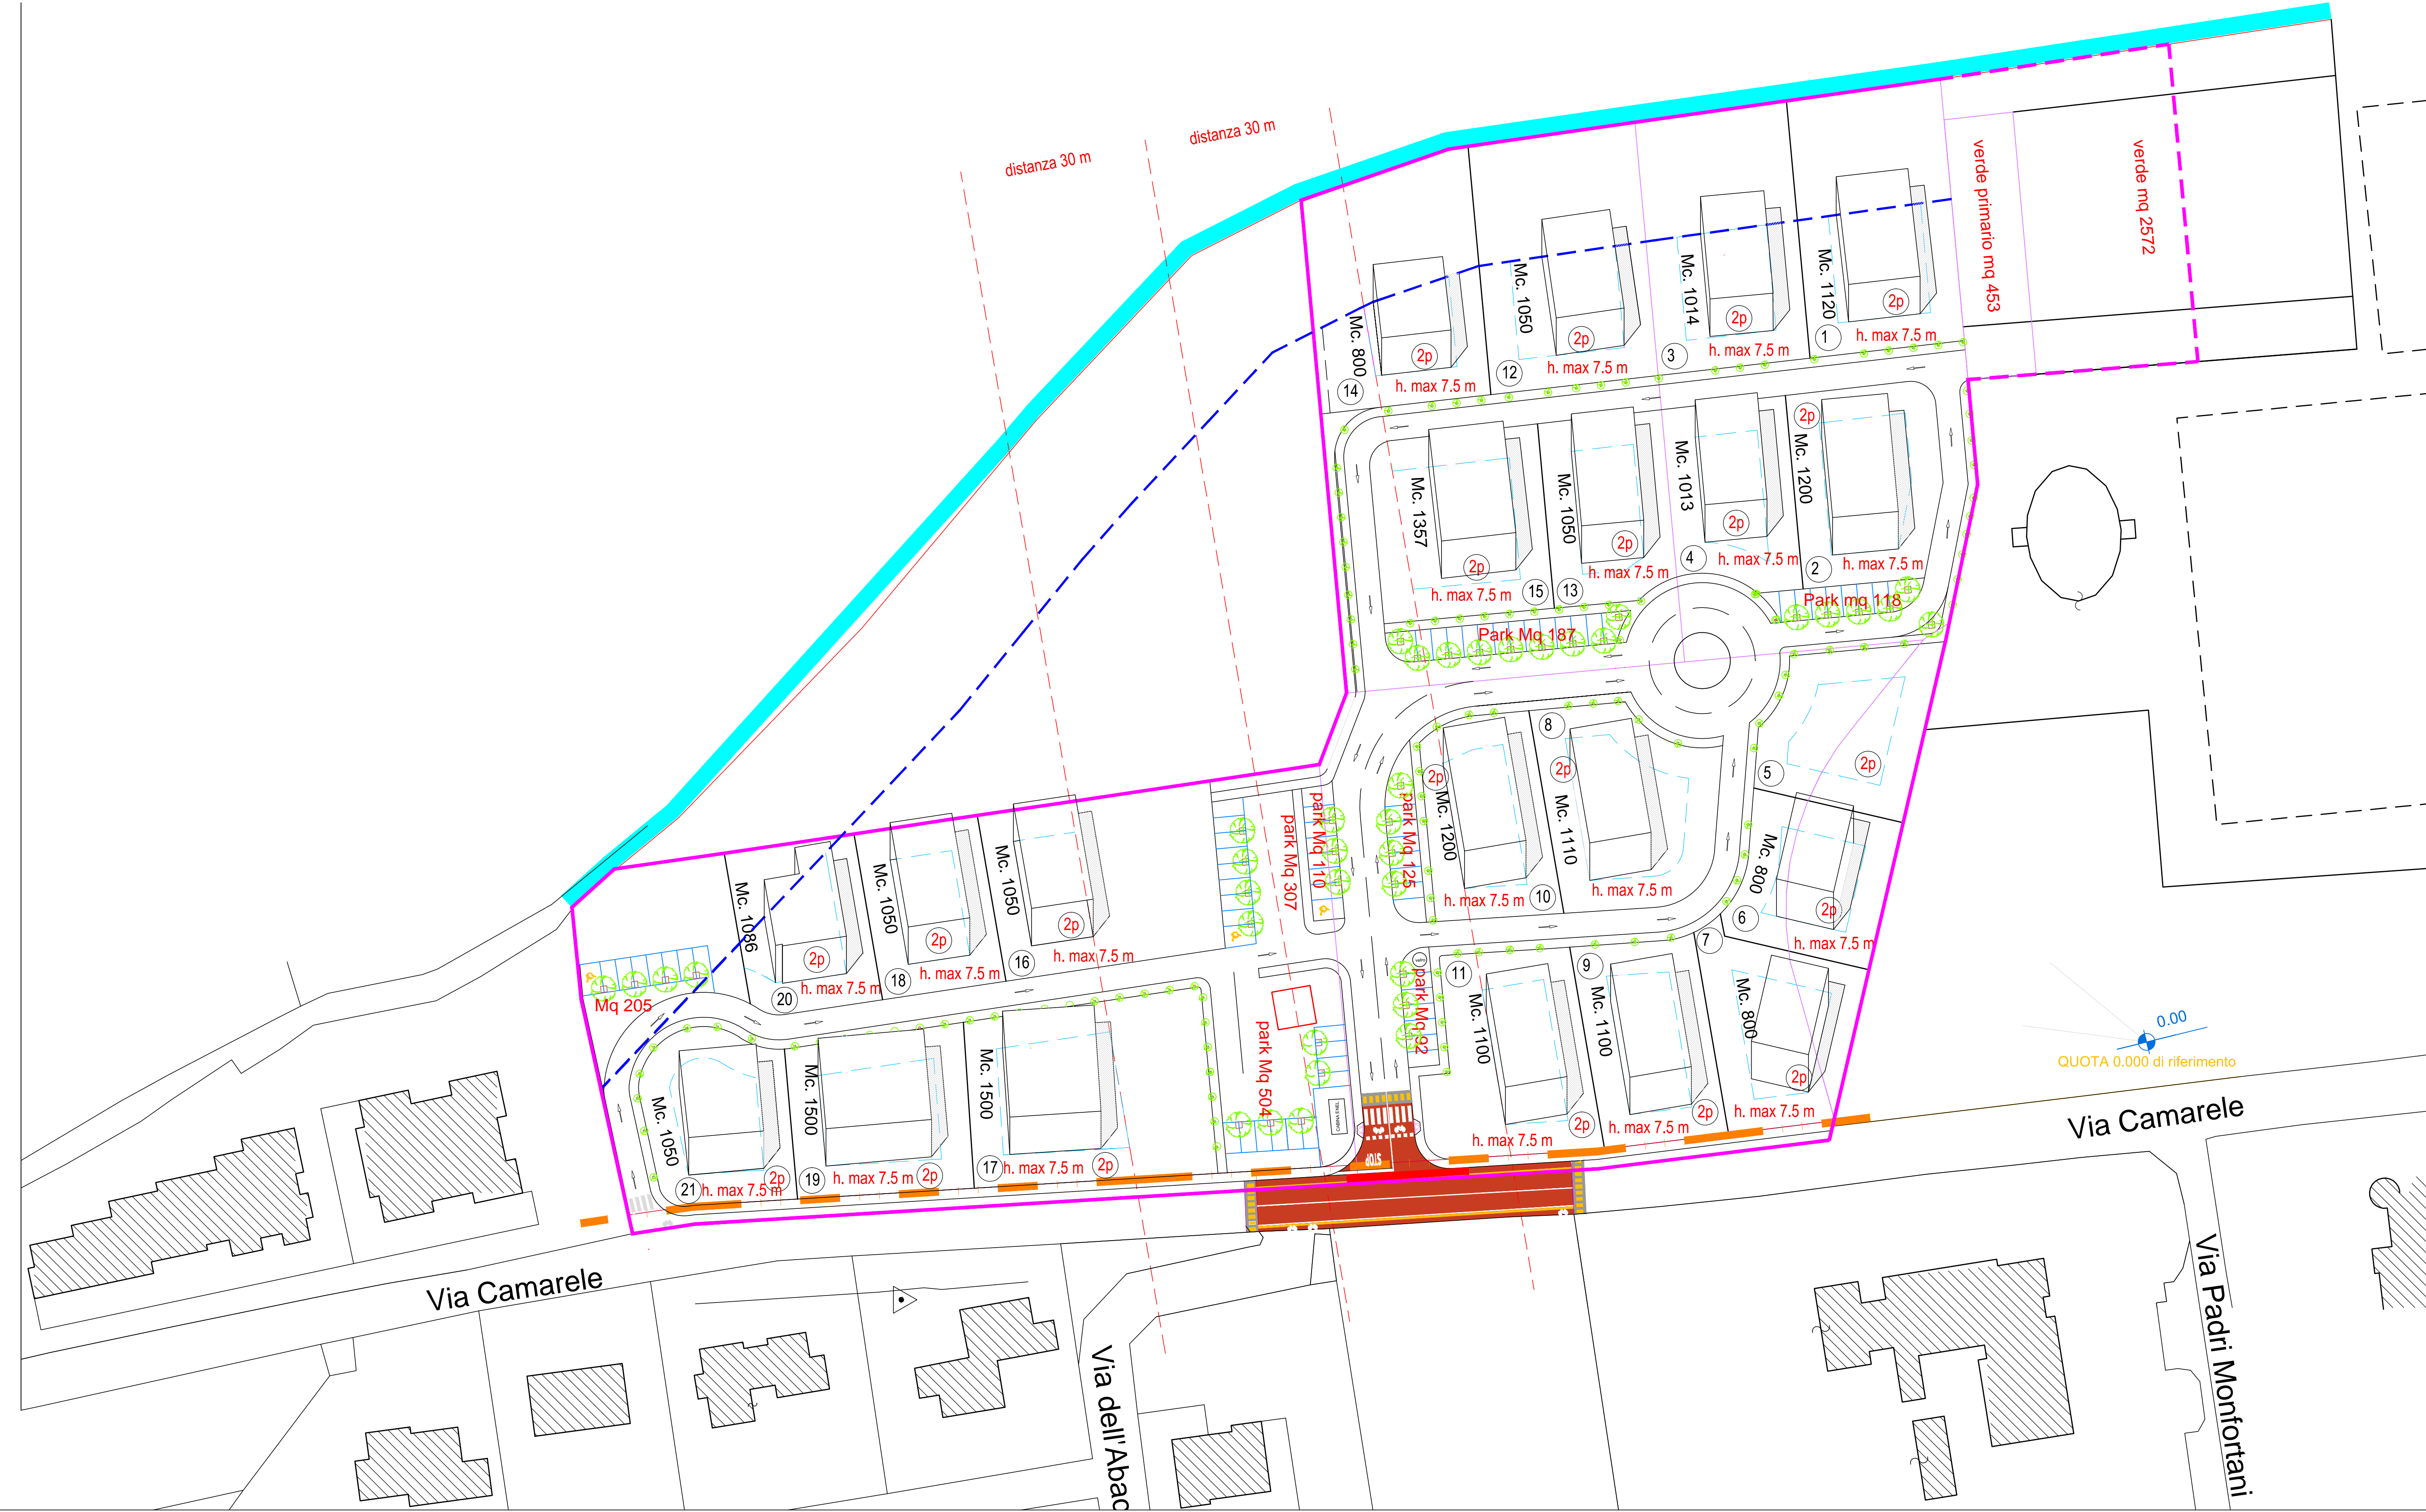 distanza 30 m
distanza 30 m
verde primario mq 453
verde mq 2572
Mc. 800
14
2p
h. max 7.5 m
Mc. 1050
12
2p
h. max 7.5 m
Mc. 1014
3
2p
h. max 7.5 m
Mc. 1120
1
2p
h. max 7.5 m
Mc. 1357
2p
h. max 7.5 m
15
Mc. 1050
13
2p
h. max 7.5 m
Mc. 1013
4
2p
h. max 7.5 m
2p
Mc. 1200
2
h. max 7.5 m
Park Mq 187
Park mq 118
8
2p
Mc. 1110
h. max 7.5 m
2p
Mc. 1200
h. max 7.5 m
10
5
2p
Mc. 800
6
2p
h. max 7.5 m
7
Mc. 800
2p
h. max 7.5 m
9
Mc. 1100
2p
h. max 7.5 m
11
Mc. 1100
2p
h. max 7.5 m
park Mq 307
park Mq 110
park Mq 125
park Mq 92
park Mq 504
CABINA ENEL
STOP
Mc. 1086
20
2p
h. max 7.5 m
Mc. 1050
18
2p
h. max 7.5 m
Mc. 1050
16
2p
h. max 7.5 m
Mq 205
Mc. 1050
21
2p
h. max 7.5 m
Mc. 1500
19
2p
h. max 7.5 m
Mc. 1500
17
2p
h. max 7.5 m
0.00
QUOTA 0.000 di riferimento
Via Camarele
Via Camarele
Via dell'Abac
Via Padri Monfortani